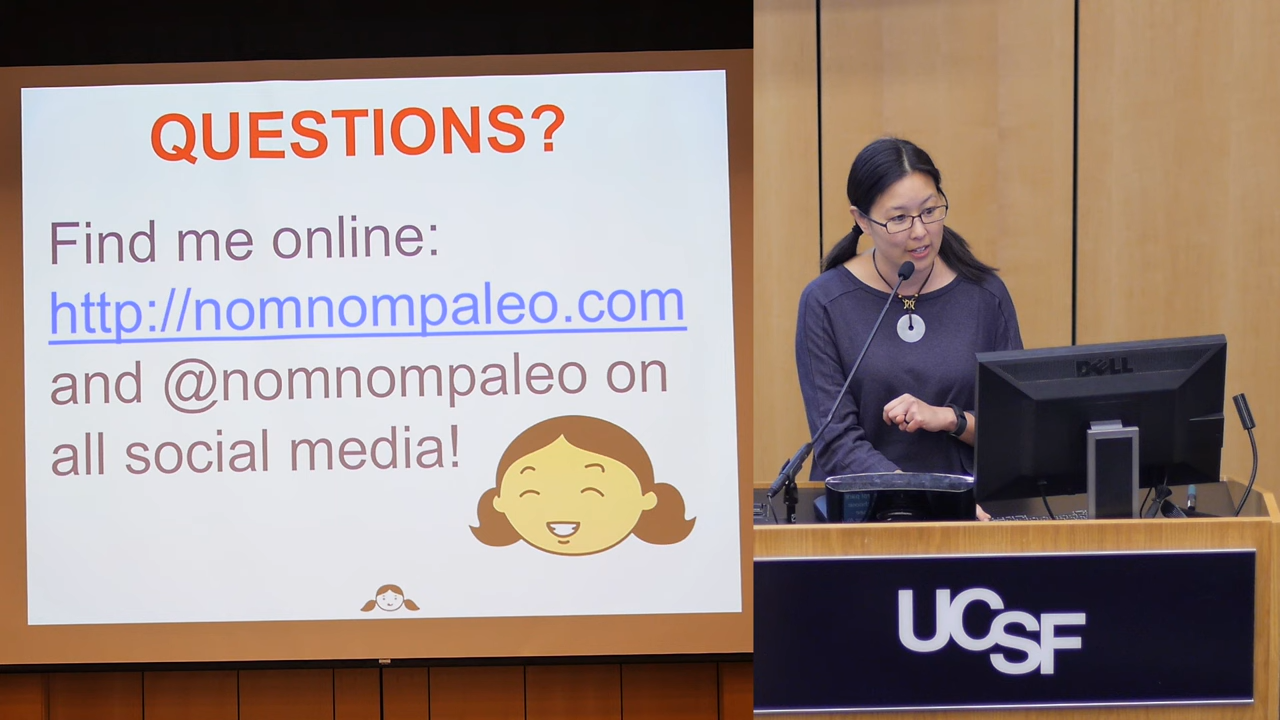 QUESTIONS?
Find me online:
http://nomnompaleo.com
and @nomnompaleo on
all social media!
DELL
UCSF